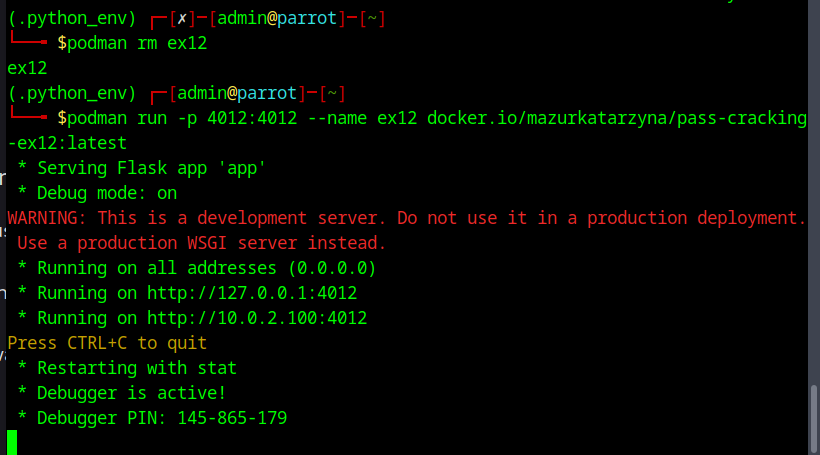 (.python_env) ┌─[✗]─[admin@parrot]─[~]
└──╼ $podman rm ex12
ex12
(.python_env) ┌─[admin@parrot]─[~]
└──╼ $podman run -p 4012:4012 --name ex12 docker.io/mazurkatarzyna/pass-cracking
-ex12:latest
 * Serving Flask app 'app'
 * Debug mode: on
WARNING: This is a development server. Do not use it in a production deployment.
 Use a production WSGI server instead.
 * Running on all addresses (0.0.0.0)
 * Running on http://127.0.0.1:4012
 * Running on http://10.0.2.100:4012
Press CTRL+C to quit
 * Restarting with stat
 * Debugger is active!
 * Debugger PIN: 145-865-179